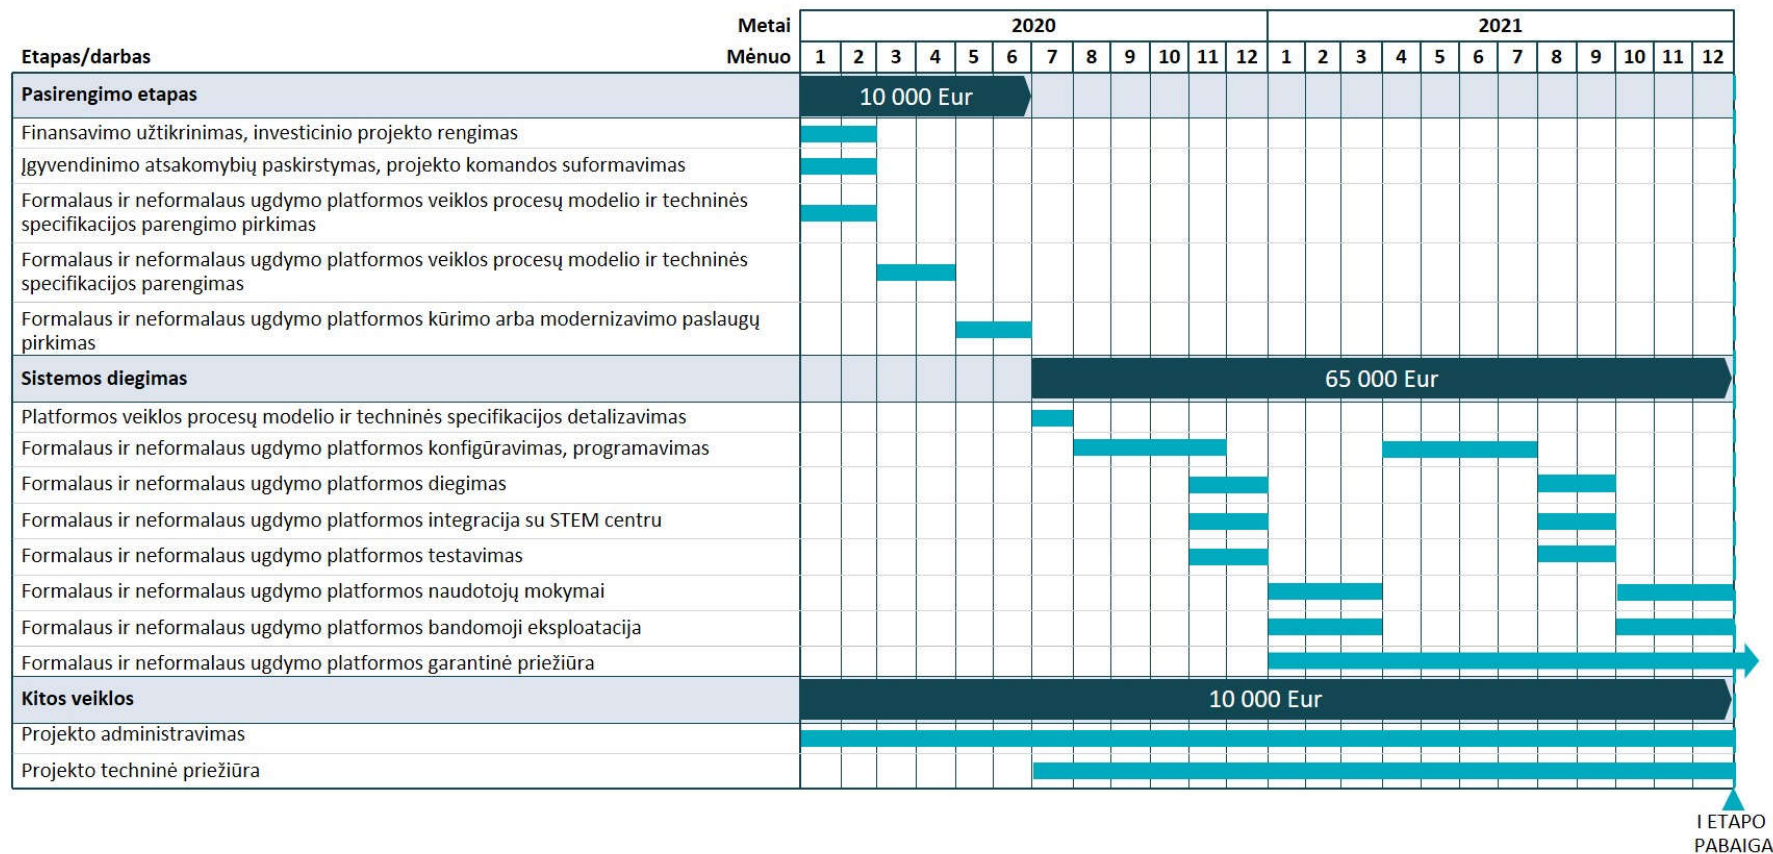 Metai 2020 2021
Etapas/darbas Mėnuo 1 2 3 4 5 6 7 8 9 10 11 12 1 2 3 4 5 6 7 8 9 10 11 12
Pasirengimo etapas 10 000 Eur
Finansavimo užtikrinimas, investicinio projekto rengimas
Įgyvendinimo atsakomybių paskirstymas, projekto komandos suformavimas
Formalaus ir neformalaus ugdymo platformos veiklos procesų modelio ir techninės
specifikacijos parengimo pirkimas
Formalaus ir neformalaus ugdymo platformos veiklos procesų modelio ir techninės
specifikacijos parengimas
Formalaus ir neformalaus ugdymo platformos kūrimo arba modernizavimo paslaugų
pirkimas
Sistemos diegimas 65 000 Eur
Platformos veiklos procesų modelio ir techninės specifikacijos detalizavimas
Formalaus ir neformalaus ugdymo platformos konfigūravimas, programavimas
Formalaus ir neformalaus ugdymo platformos diegimas
Formalaus ir neformalaus ugdymo platformos integracija su STEM centru
Formalaus ir neformalaus ugdymo platformos testavimas
Formalaus ir neformalaus ugdymo platformos naudotojų mokymai
Formalaus ir neformalaus ugdymo platformos bandomoji eksploatacija
Formalaus ir neformalaus ugdymo platformos garantinė priežiūra
Kitos veiklos 10 000 Eur
Projekto administravimas
Projekto techninė priežiūra
I ETAPO
PABAIGA